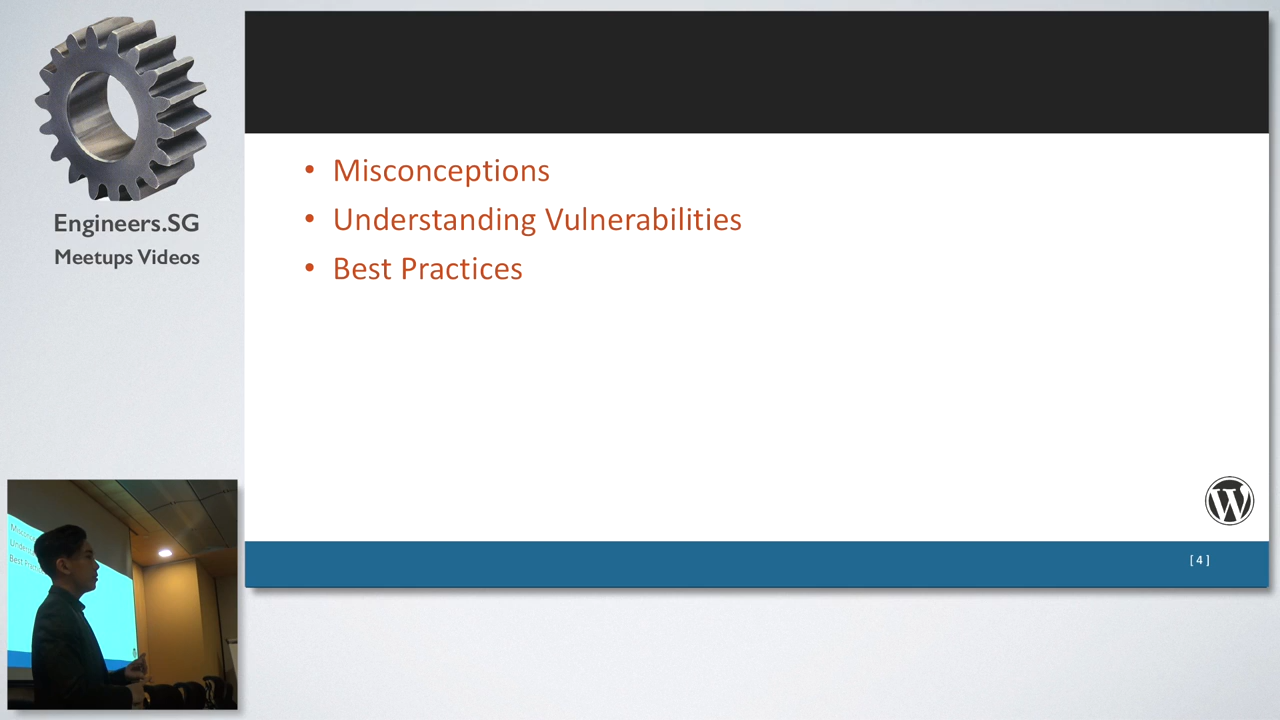 Engineers.SG
Meetups Videos
• Misconceptions
• Understanding Vulnerabilities
• Best Practices
[ 4 ]